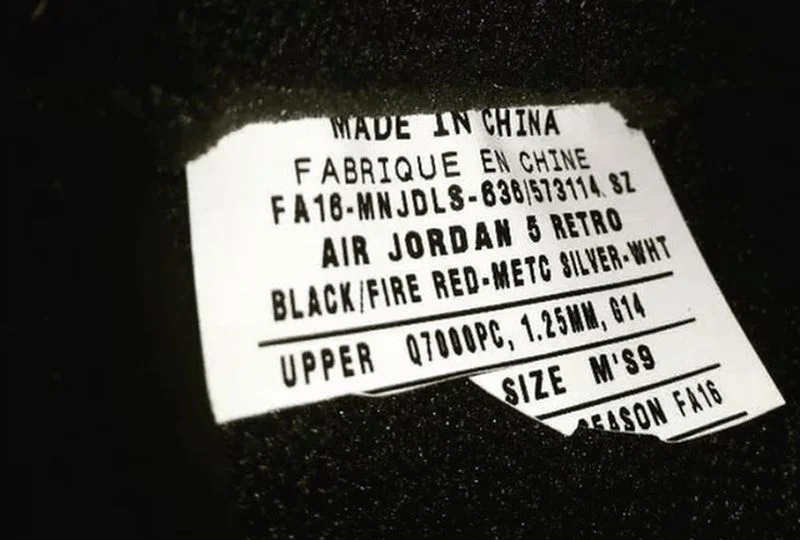 MADE IN CHINA
FABRIQUE EN CHINE
FA16-MNJDLS-636/573114. SZ
AIR JORDAN 5 RETRO
BLACK/FIRE RED-METC SILVER-WHT
UPPER Q7000PC, 1.25MM, G14
SIZE M'S9
SEASON FA16